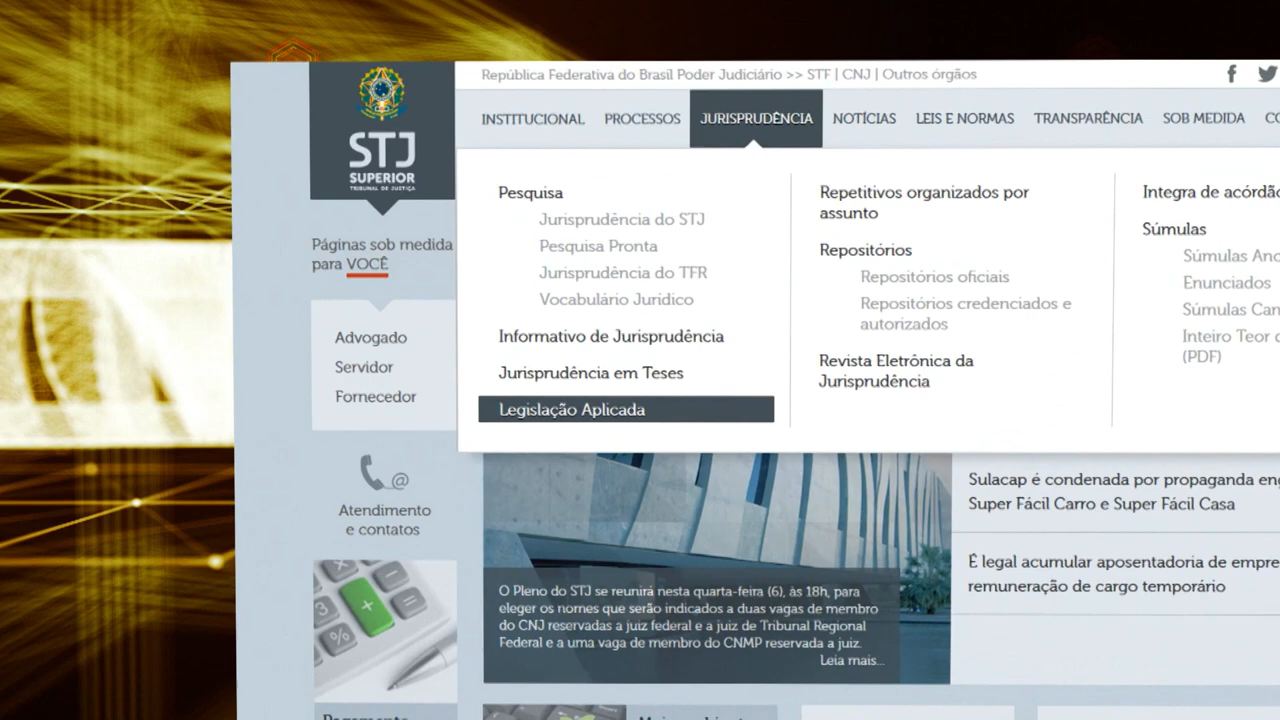 República Federativa do Brasil Poder Judiciário >> STF | CNJ | Outros órgãos
STJ
SUPERIOR
TRIBUNAL DE JUSTIÇA
INSTITUCIONAL PROCESSOS JURISPRUDÊNCIA NOTÍCIAS LEIS E NORMAS TRANSPARÊNCIA SOB MEDIDA
Páginas sob medida
para VOCÊ
Advogado
Servidor
Fornecedor
Atendimento
e contatos
Pesquisa
Jurisprudência do STJ
Pesquisa Pronta
Jurisprudência do TFR
Vocabulário Jurídico
Informativo de Jurisprudência
Jurisprudência em Teses
Legislação Aplicada
Repetitivos organizados por
assunto
Repositórios
Repositórios oficiais
Repositórios credenciados e
autorizados
Revista Eletrônica da
Jurisprudência
Integra de
Súmulas
Súmulas
Enunciados
Súmulas
Inteiro Teor
(PDF)
O Pleno do STJ se reunirá nesta quarta-feira (6), às 18h, para
eleger os nomes que serão indicados a duas vagas de membro
do CNJ reservadas a juiz federal e a juiz de Tribunal Regional
Federal e a uma vaga de membro do CNMP reservada a juiz.
Leia mais...
Sulacap é condenada por propaganda
Super Fácil Carro e Super Fácil Casa
É legal acumular aposentadoria de
remuneração de cargo temporário